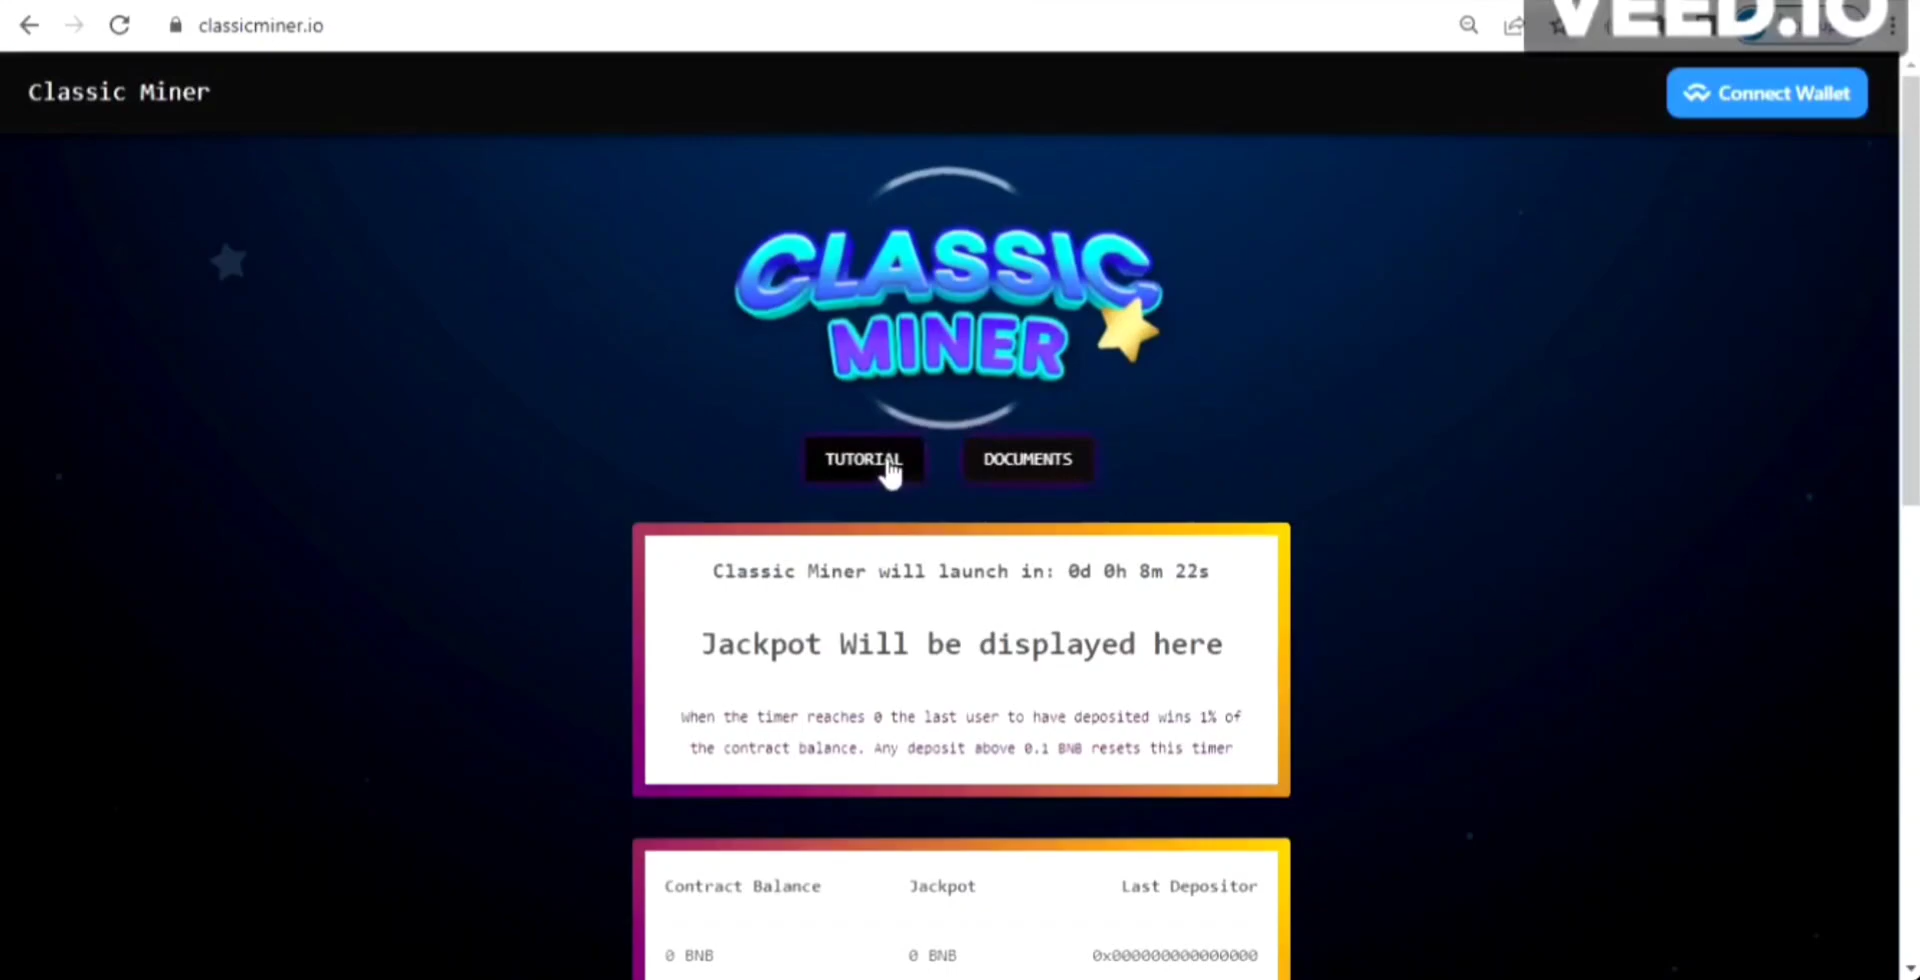 classicminer.io
VEED.IO
Classic Miner
Connect Wallet
CLASSIC
MINER
TUTORIAL
DOCUMENTS
Classic Miner will launch in: 0d 0h 8m 22s
Jackpot Will be displayed here
When the timer reaches 0 the last user to have deposited wins 1% of
the contract balance. Any deposit above 0.1 BNB resets this timer
Contract Balance Jackpot Last Depositor
0 BNB 0 BNB 0x000000000000000